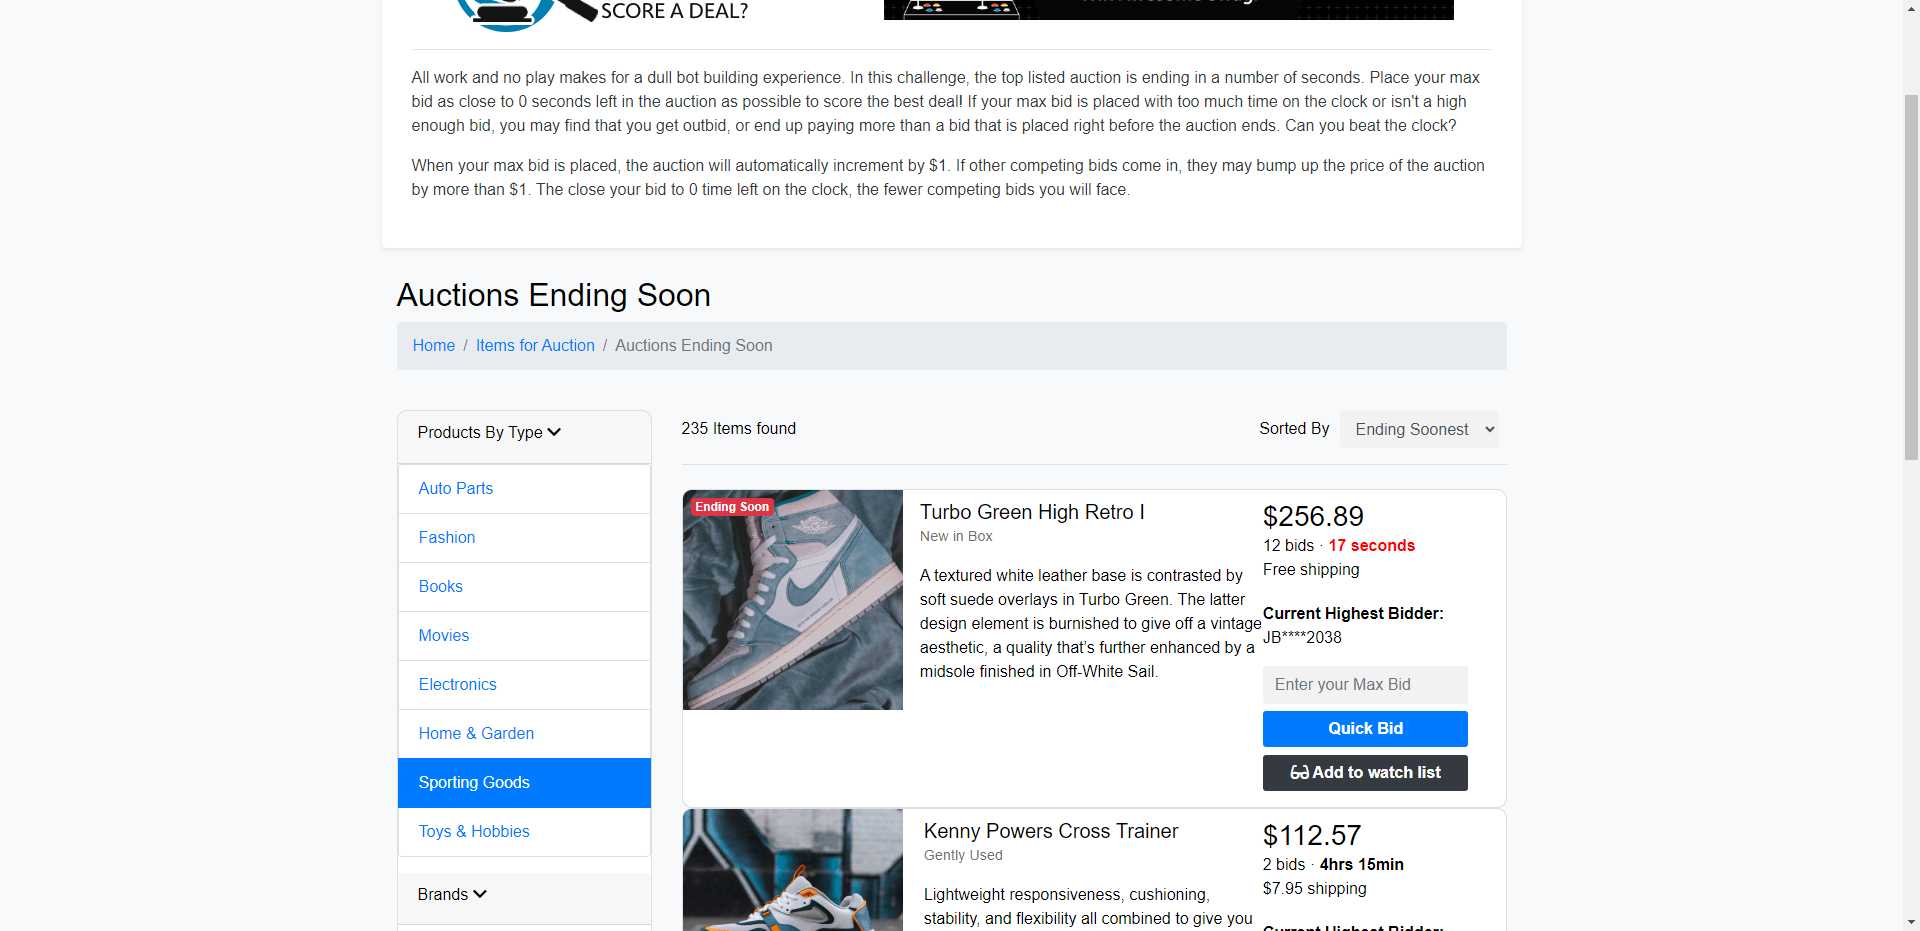 SCORE A DEAL?
All work and no play makes for a dull bot building experience. In this challenge, the top listed auction is ending in a number of seconds. Place your max
bid as close to 0 seconds left in the auction as possible to score the best deal! If your max bid is placed with too much time on the clock or isn't a high
enough bid, you may find that you get outbid, or end up paying more than a bid that is placed right before the auction ends. Can you beat the clock?
When your max bid is placed, the auction will automatically increment by $1. If other competing bids come in, they may bump up the price of the auction
by more than $1. The close your bid to 0 time left on the clock, the fewer competing bids you will face.
Auctions Ending Soon
Home / Items for Auction / Auctions Ending Soon
Products By Type
Auto Parts
Fashion
Books
Movies
Electronics
Home & Garden
Sporting Goods
Toys & Hobbies
Brands
235 Items found
Sorted By Ending Soonest
Ending Soon
Turbo Green High Retro I
New in Box
A textured white leather base is contrasted by
soft suede overlays in Turbo Green. The latter
design element is burnished to give off a vintage
aesthetic, a quality that's further enhanced by a
midsole finished in Off-White Sail.
$256.89
12 bids · 17 seconds
Free shipping
Current Highest Bidder:
JB****2038
Enter your Max Bid
Quick Bid
Add to watch list
Kenny Powers Cross Trainer
Gently Used
Lightweight responsiveness, cushioning,
stability, and flexibility all combined to give you
$112.57
2 bids · 4hrs 15min
$7.95 shipping
Current Highest Bidder: